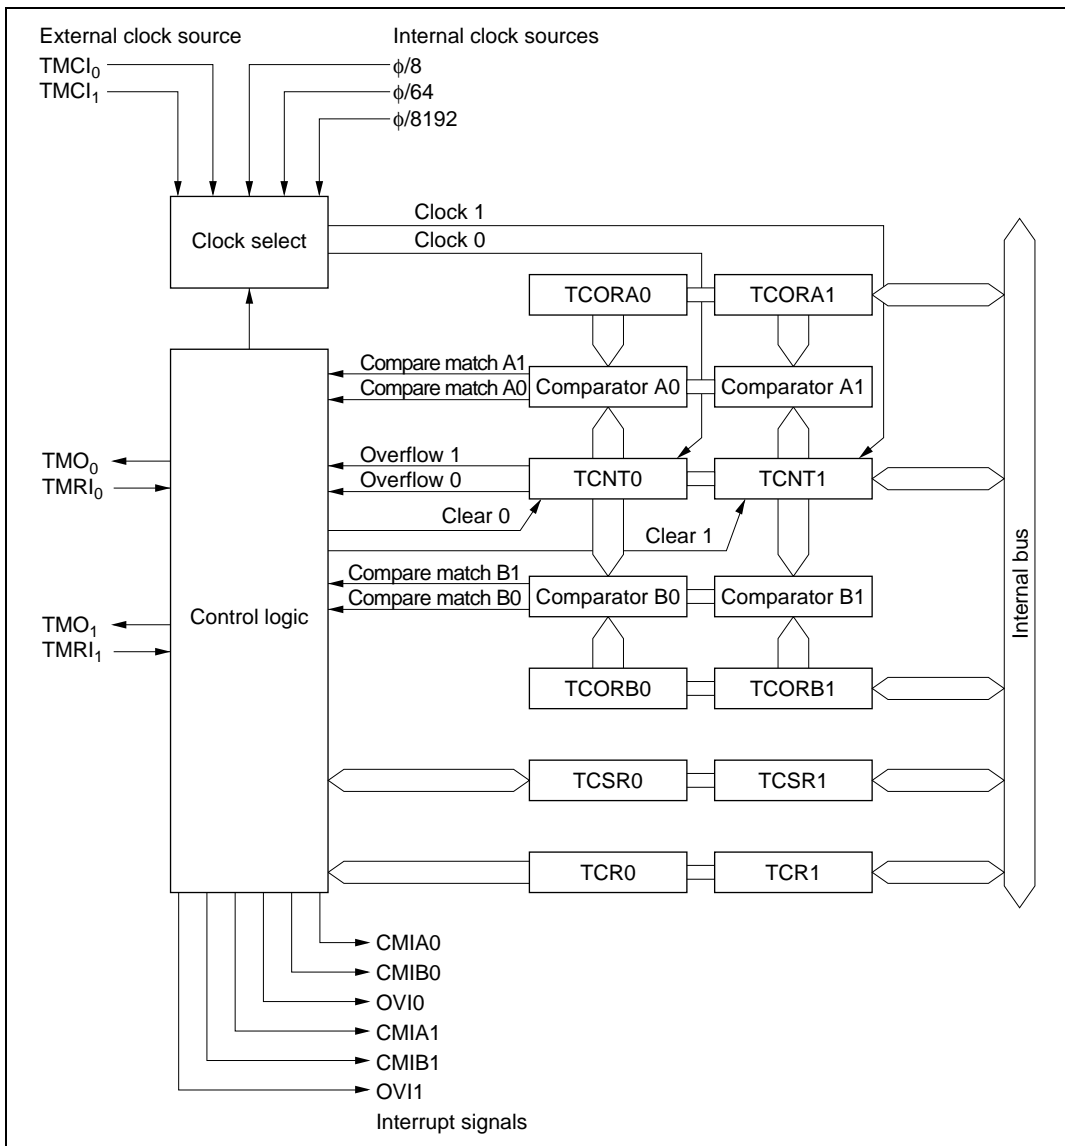 External clock source
Internal clock sources
TMCI0
TMCI1
ϕ/8
ϕ/64
ϕ/8192
Clock select
Clock 1
Clock 0
TCORA0
TCORA1
Compare match A1
Compare match A0
Comparator A0
Comparator A1
TMO0
TMRI0
Overflow 1
Overflow 0
TCNT0
TCNT1
Clear 0
Clear 1
Compare match B1
Compare match B0
Comparator B0
Comparator B1
Control logic
Internal bus
TMO1
TMRI1
TCORB0
TCORB1
TCSR0
TCSR1
TCR0
TCR1
CMIA0
CMIB0
OVI0
CMIA1
CMIB1
OVI1
Interrupt signals